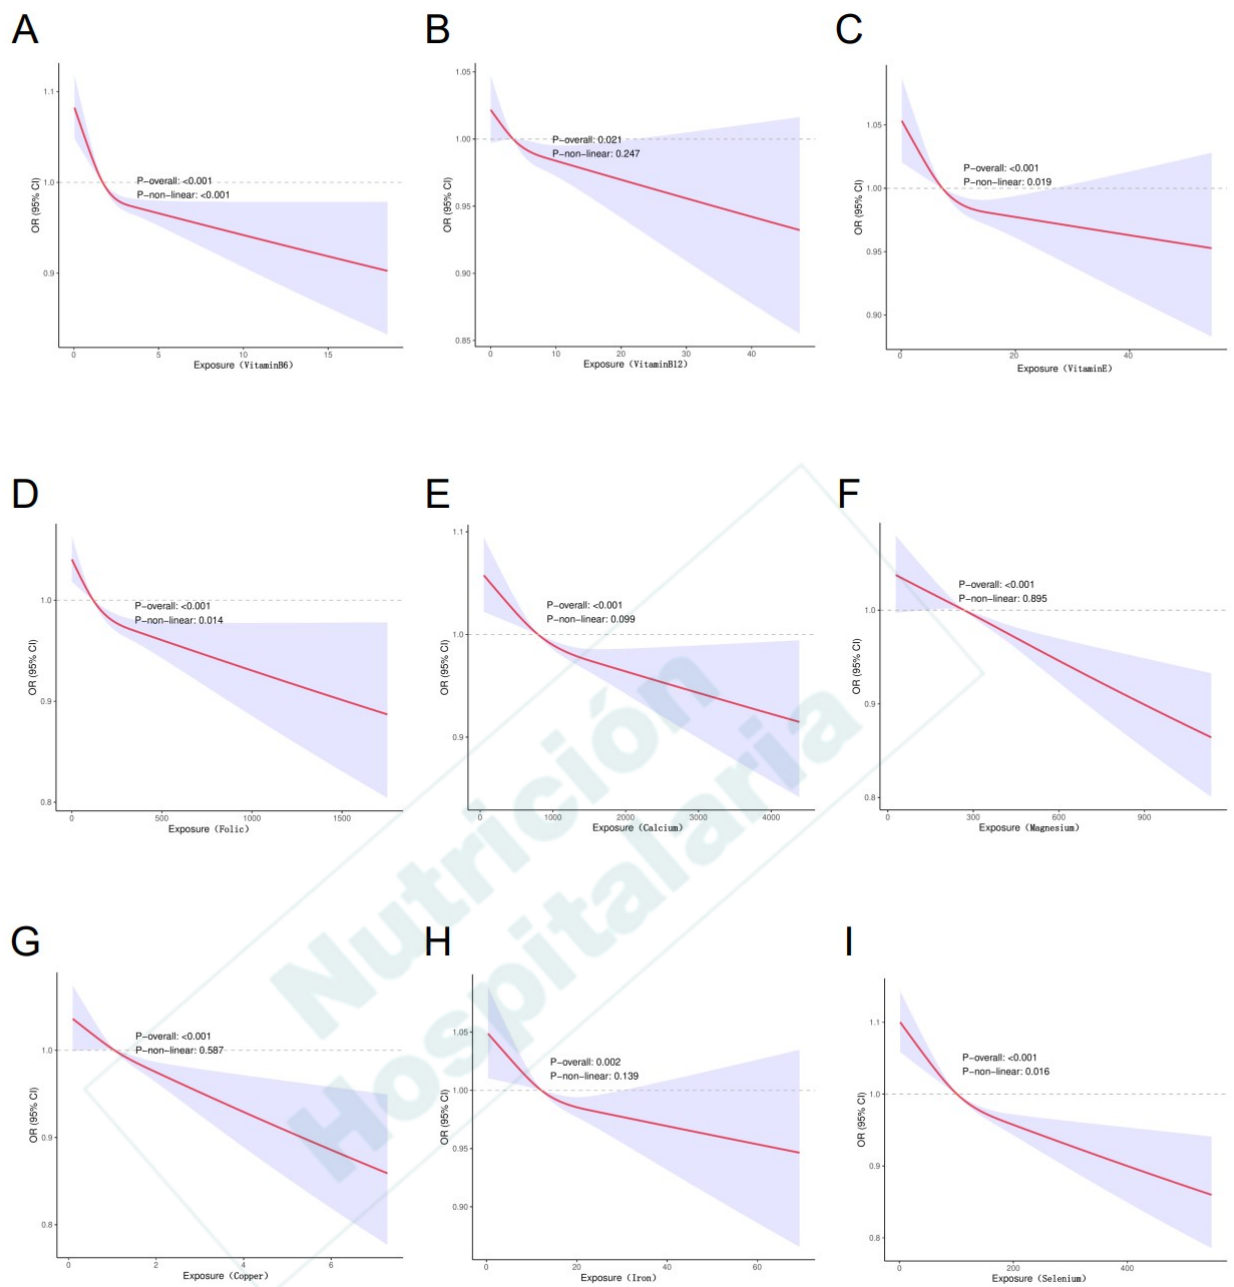 A
1.1
1.0
0.9
OR (95% CI)
P-overall: <0.001
P-non-linear: <0.001
0
5
10
15
Exposure (VitaminB6)
B
1.05
1.00
0.95
0.90
0.85
OR (95% CI)
P-overall: 0.021
P-non-linear: 0.247
0
10
20
30
40
Exposure (VitaminB12)
C
1.05
1.00
0.95
0.90
OR (95% CI)
P-overall: <0.001
P-non-linear: 0.019
0
20
40
Exposure (VitaminE)
D
1.0
0.9
0.8
OR (95% CI)
P-overall: <0.001
P-non-linear: 0.014
0
500
1000
1500
Exposure (Folic)
E
1.1
1.0
0.9
OR (95% CI)
P-overall: <0.001
P-non-linear: 0.099
0
1000
2000
3000
4000
Exposure (Calcium)
F
1.0
0.9
0.8
OR (95% CI)
P-overall: <0.001
P-non-linear: 0.895
0
300
600
900
Exposure (Magnesium)
G
1.0
0.9
0.8
OR (95% CI)
P-overall: <0.001
P-non-linear: 0.587
0
2
4
6
Exposure (Copper)
H
1.05
1.00
0.95
0.90
OR (95% CI)
P-overall: 0.002
P-non-linear: 0.139
0
20
40
60
Exposure (Iron)
I
1.1
1.0
0.9
0.8
OR (95% CI)
P-overall: <0.001
P-non-linear: 0.016
0
200
400
Exposure (Selenium)
Nutrición
Hospitalaria